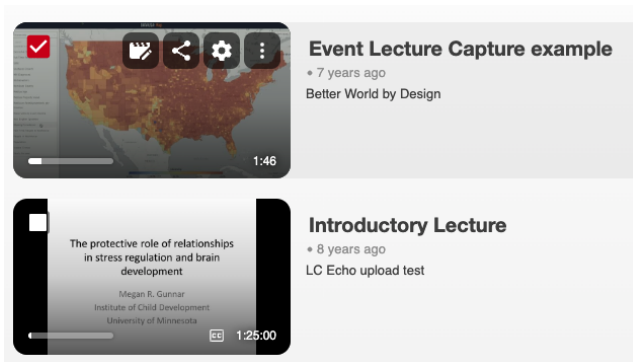 Event Lecture Capture example
• 7 years ago
Better World by Design
1:46
The protective role of relationships
in stress regulation and brain
development
Megan R. Gunnar
Institute of Child Development
University of Minnesota
CC 1:25:00
Introductory Lecture
• 8 years ago
LC Echo upload test